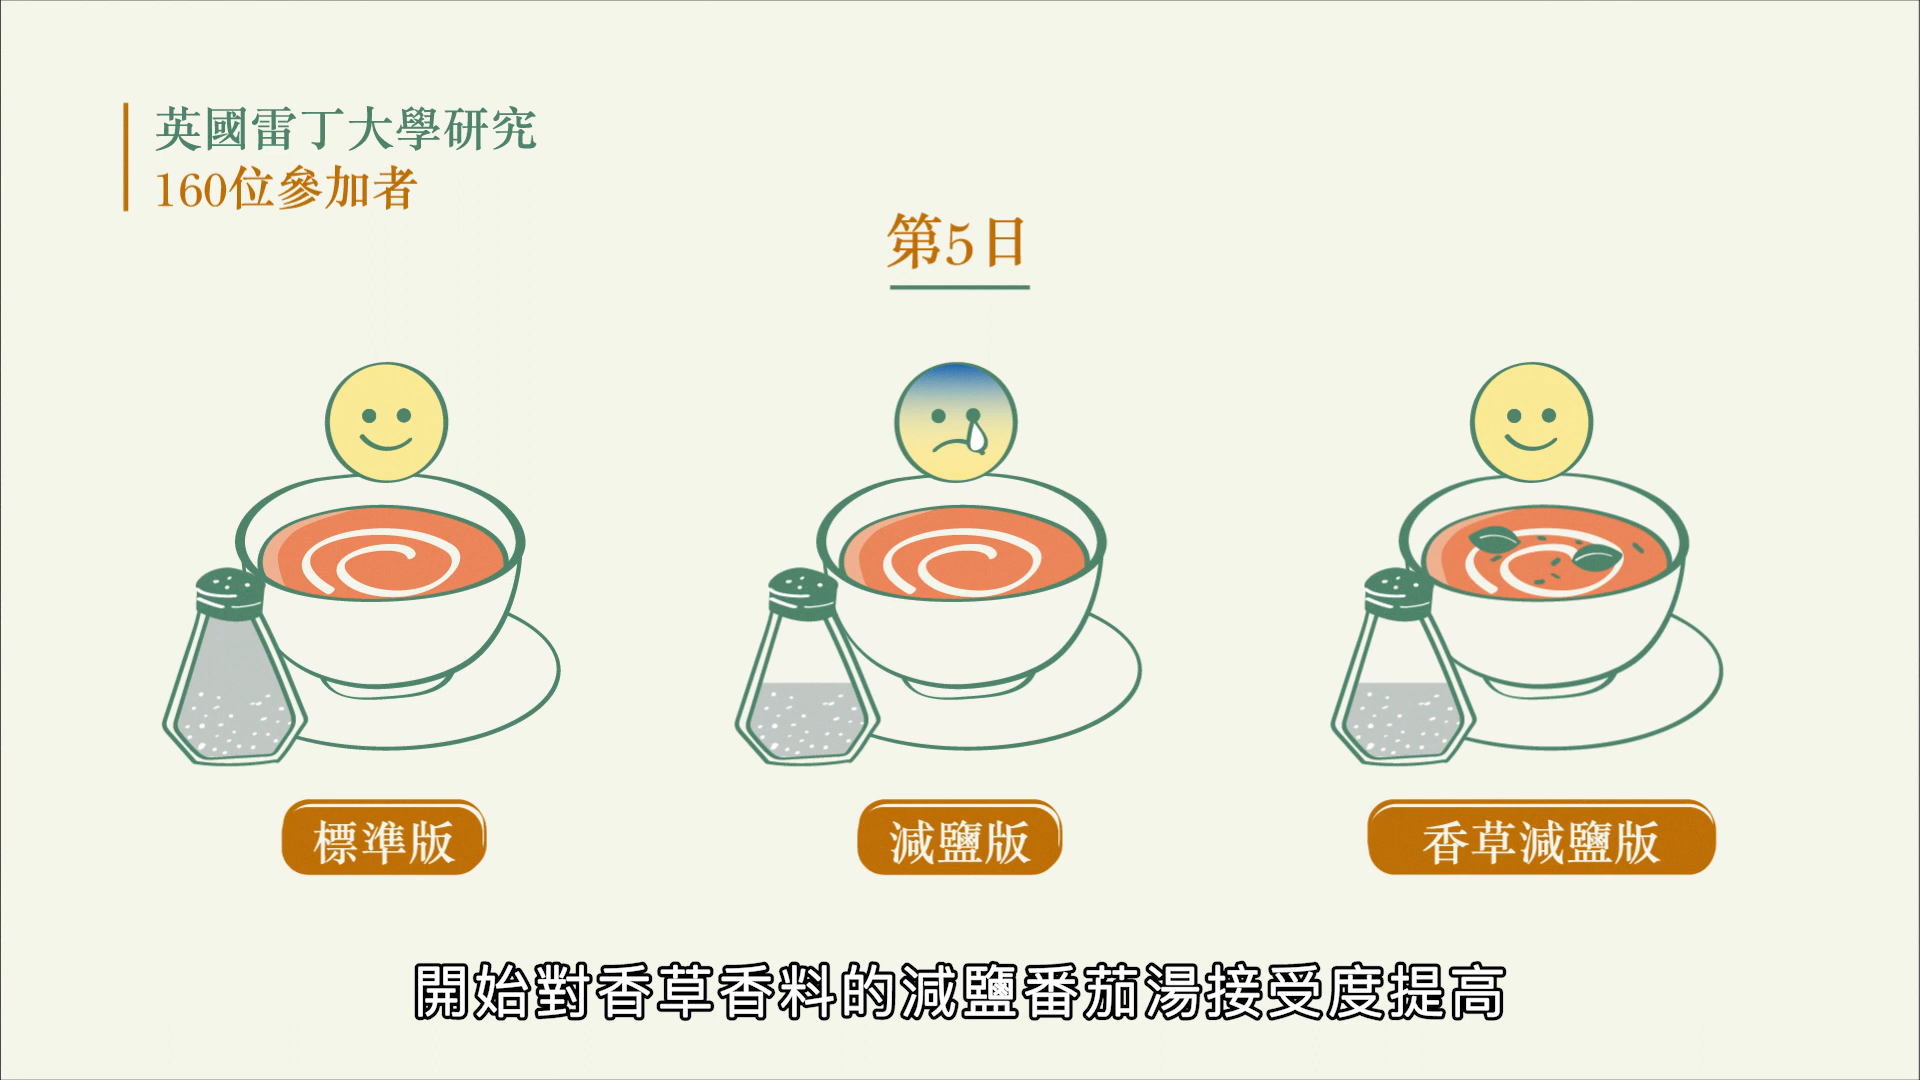 英國雷丁大學研究
160位參加者
第5日
標準版
減鹽版
香草減鹽版
開始對香草香料的減鹽番茄湯接受度提高